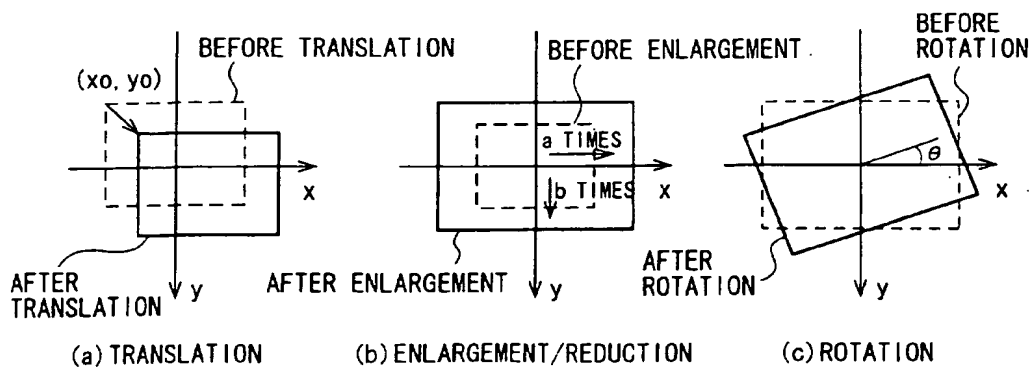 BEFORE TRANSLATION
(xo, yo)
x
AFTER
TRANSLATION
y
(a) TRANSLATION
BEFORE ENLARGEMENT
a TIMES
b TIMES
x
AFTER ENLARGEMENT
y
(b) ENLARGEMENT/REDUCTION
BEFORE
ROTATION
θ
x
AFTER
ROTATION
y
(c) ROTATION